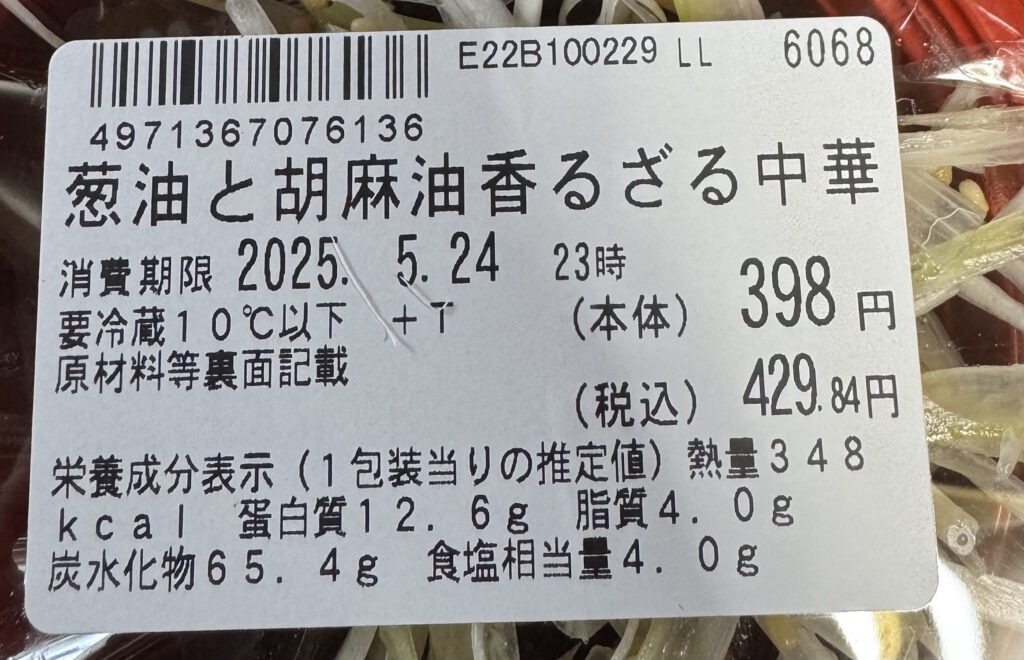 E22B100229 LL 6068
4971367076136
葱油と胡麻油香るざる中華
消費期限 2025. 5. 24 23時
要冷蔵10℃以下 +T
(本体) 398円
原材料等裏面記載
(税込) 429.84円
栄養成分表示(1包装当りの推定値)熱量348
kcal 蛋白質12.6g 脂質4.0g
炭水化物65.4g 食塩相当量4.0g